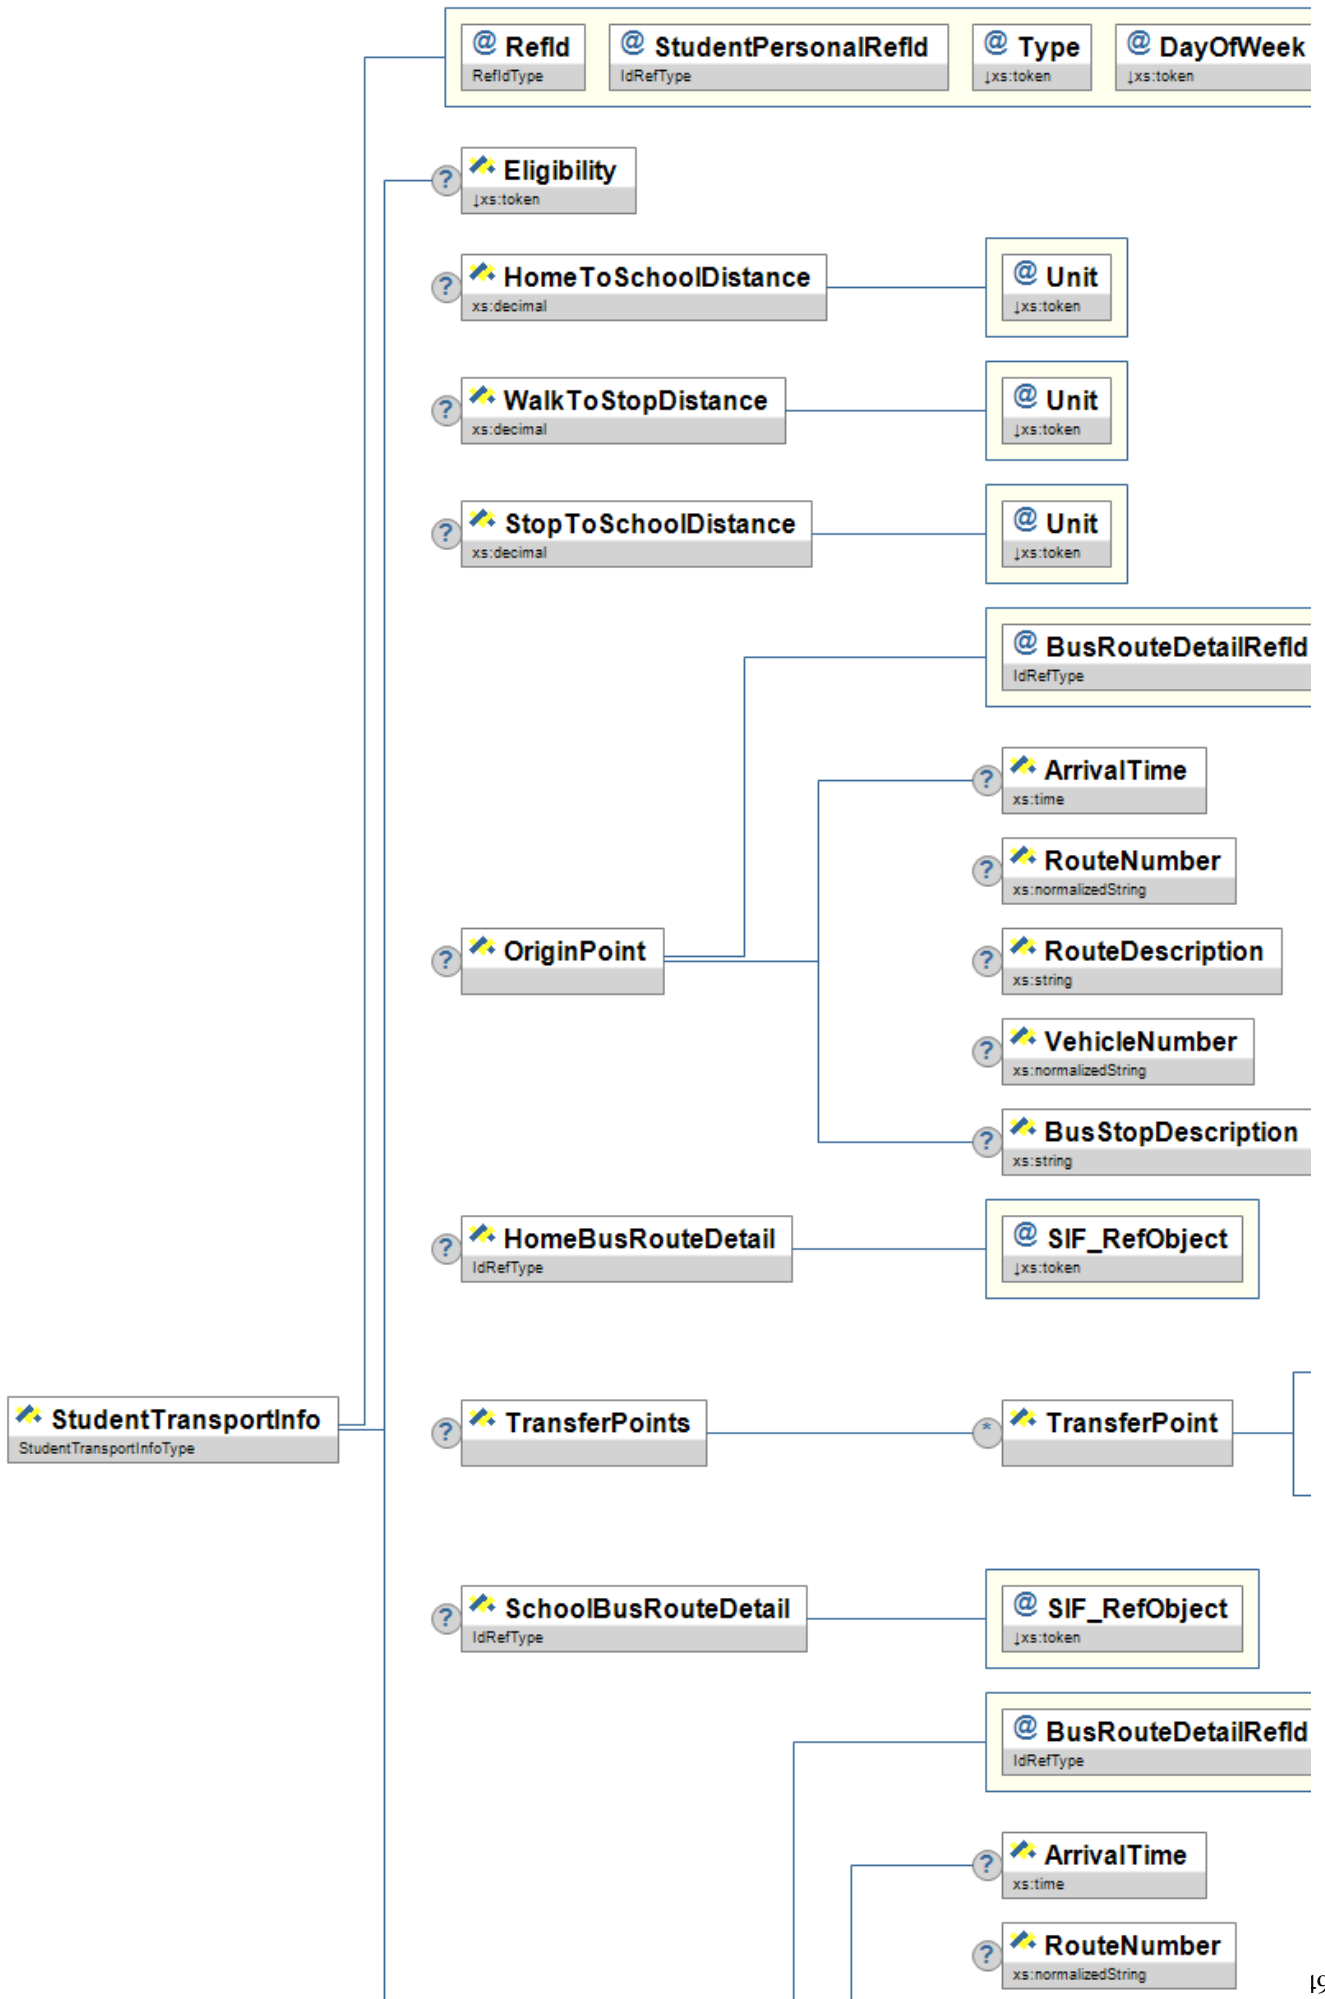 @ RefId @ StudentPersonalRefId @ Type @ DayOfWeek
RefIdType IdRefType ↓xs:token ↓xs:token
? Eligibility
↓xs:token
? HomeToSchoolDistance @ Unit
xs:decimal ↓xs:token
? WalkToStopDistance @ Unit
xs:decimal ↓xs:token
? StopToSchoolDistance @ Unit
xs:decimal ↓xs:token
@ BusRouteDetailRefId
IdRefType
? ArrivalTime
xs:time
? RouteNumber
xs:normalizedString
? OriginPoint ? RouteDescription
xs:string
? VehicleNumber
xs:normalizedString
? BusStopDescription
xs:string
? HomeBusRouteDetail @ SIF_RefObject
IdRefType ↓xs:token
StudentTransportInfo ? TransferPoints * TransferPoint
StudentTransportInfoType
? SchoolBusRouteDetail @ SIF_RefObject
IdRefType ↓xs:token
@ BusRouteDetailRefId
IdRefType
? ArrivalTime
xs:time
? RouteNumber
xs:normalizedString